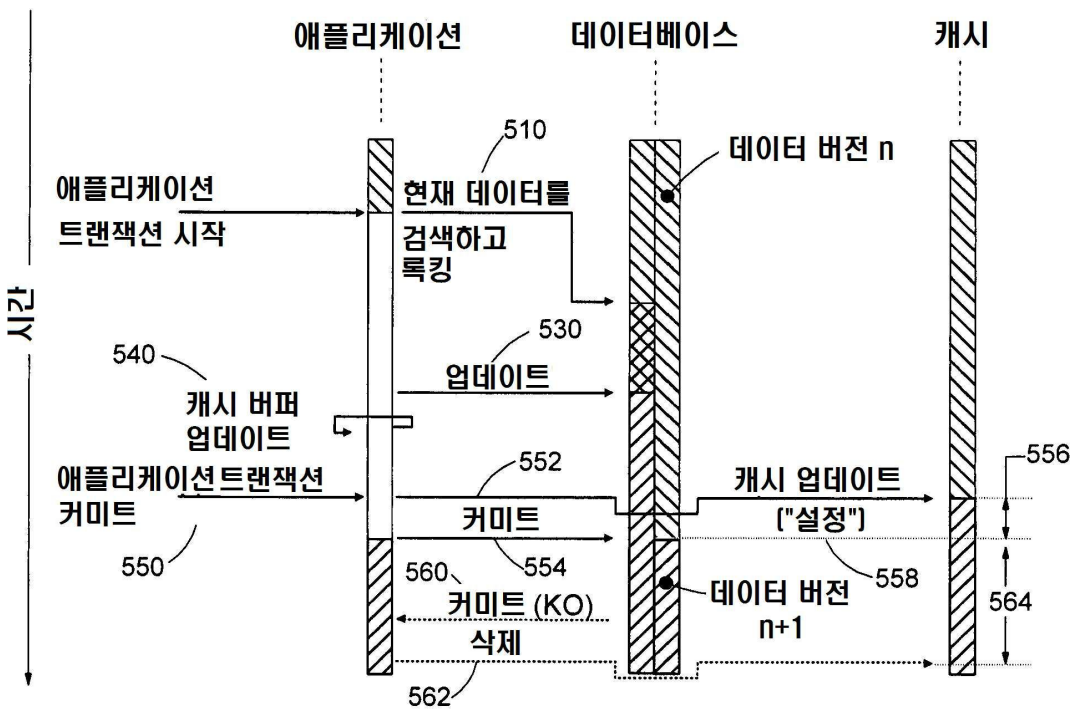 애플리케이션
데이터베이스
캐시
510
데이터 버전 n
애플리케이션
트랜잭션 시작
현재 데이터를
검색하고
록킹
시간
530
540
업데이트
캐시 버퍼
업데이트
552
556
애플리케이션트랜잭션
커미트
캐시 업데이트
("설정")
커미트
550
554
558
560
564
커미트 (KO)
데이터 버전
n+1
삭제
562